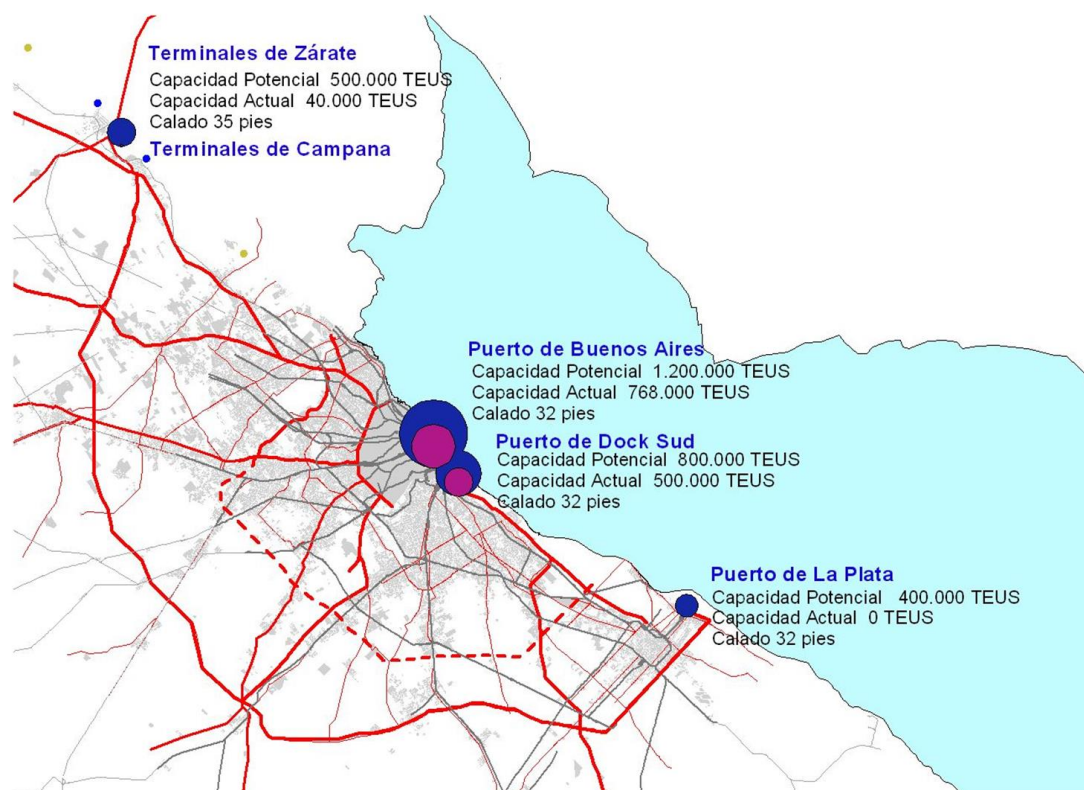 Terminales de Zárate
Capacidad Potencial 500.000 TEUS
Capacidad Actual 40.000 TEUS
Calado 35 pies
Terminales de Campana
Puerto de Buenos Aires
Capacidad Potencial 1.200.000 TEUS
Capacidad Actual 768.000 TEUS
Calado 32 pies
Puerto de Dock Sud
Capacidad Potencial 800.000 TEUS
Capacidad Actual 500.000 TEUS
Calado 32 pies
Puerto de La Plata
Capacidad Potencial 400.000 TEUS
Capacidad Actual 0 TEUS
Calado 32 pies